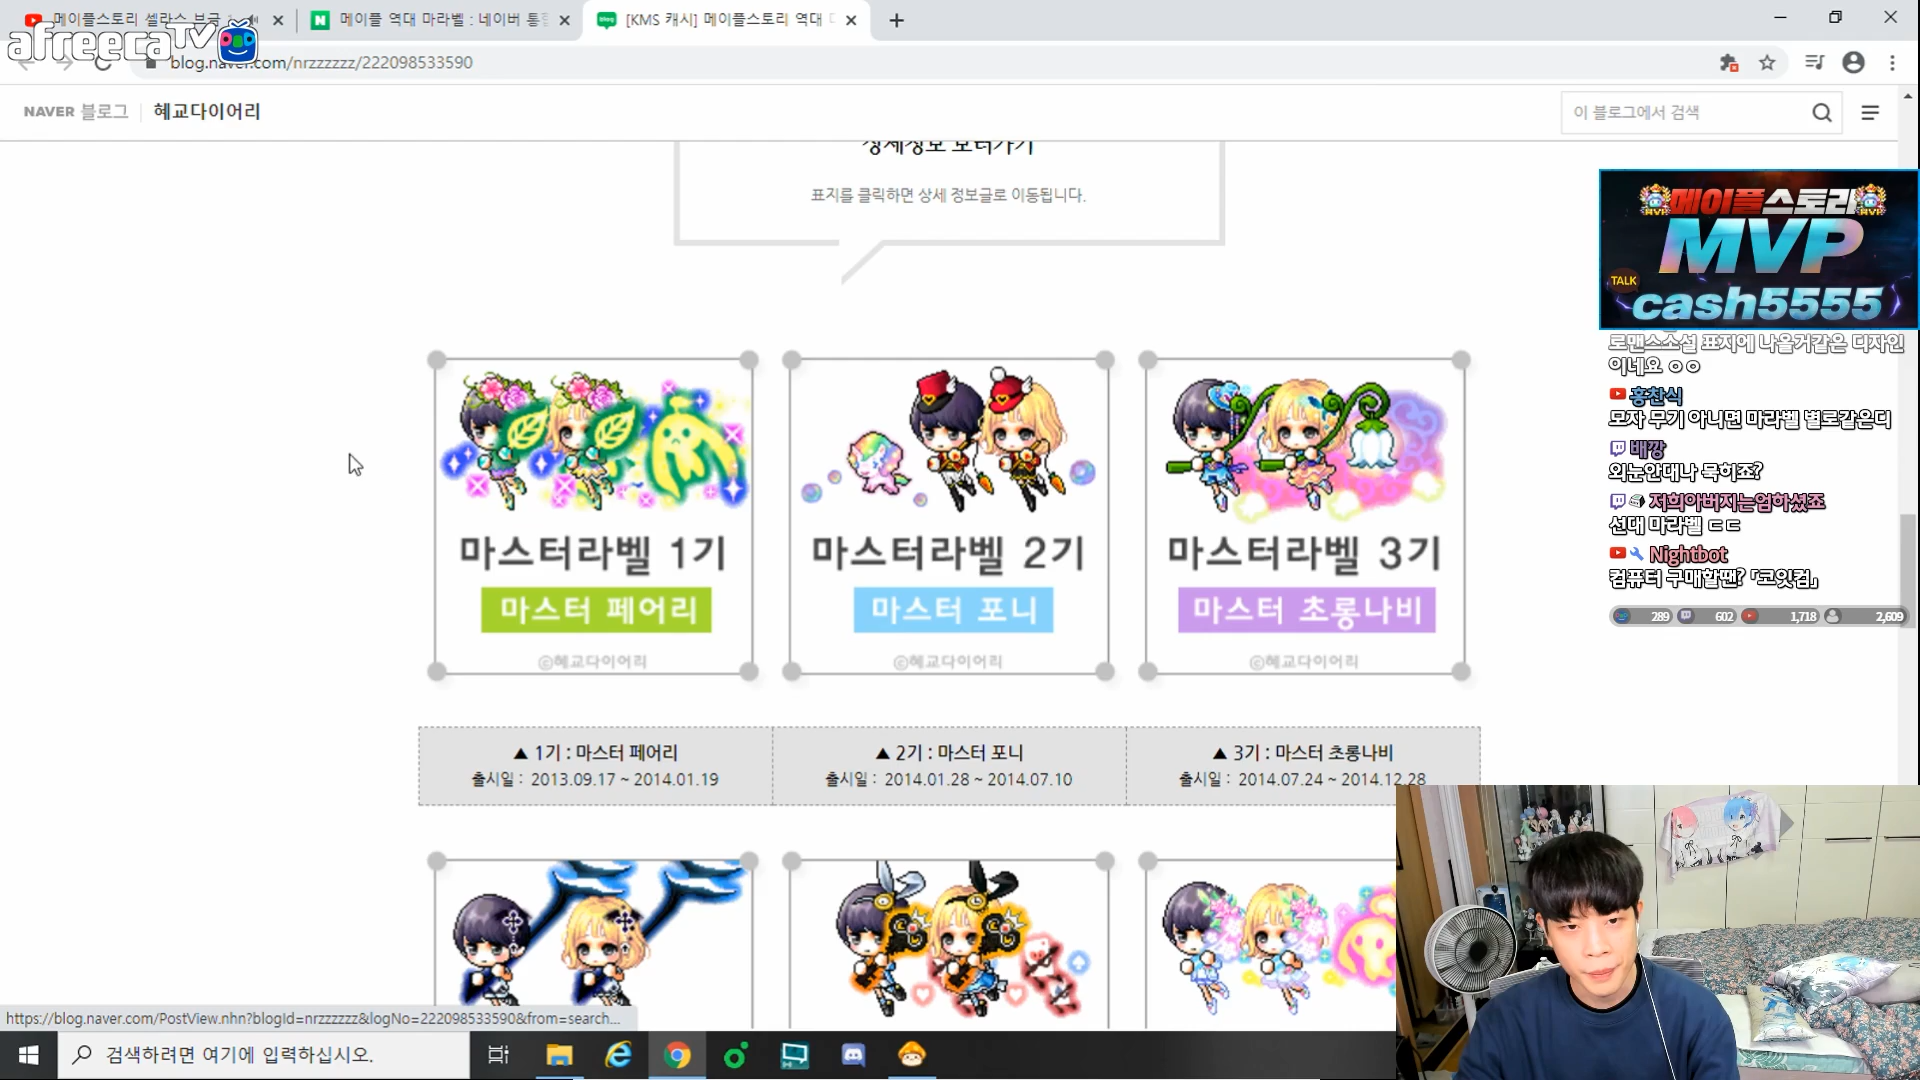 메이플스토리 셀라스 보급
메이플 역대 마라벨 : 네이버 통합
[KMS 캐시] 메이플스토리 역대
afreecaTV
blog.naver.com/nrzzzzzz/222098533590
NAVER 블로그
혜교다이어리
이 블로그에서 검색
상세정보 보러가기
표지를 클릭하면 상세 정보글로 이동됩니다.
메이플스토리
MVP
TALK
cash5555
로맨스소설 표지에 나올거같은 디자인
이네요 ㅇㅇ
홍찬식
모자 무기 아니면 마라벨 별로같은디
배깡
외눈안대나 묵히죠?
저희아버지는엄하셨죠
선대 마라벨 ㄷㄷ
Nightbot
컴퓨터 구매할땐? 「코잇컴」
289 602 1,718 2,609
마스터라벨 1기
마스터 페어리
©혜교다이어리
마스터라벨 2기
마스터 포니
©혜교다이어리
마스터라벨 3기
마스터 초롱나비
©혜교다이어리
▲ 1기 : 마스터 페어리
출시일 : 2013.09.17 ~ 2014.01.19
▲ 2기 : 마스터 포니
출시일 : 2014.01.28 ~ 2014.07.10
▲ 3기 : 마스터 초롱나비
출시일 : 2014.07.24 ~ 2014.12.28
https://blog.naver.com/PostView.nhn?blogId=nrzzzzzz&logNo=222098533590&from=search...
검색하려면 여기에 입력하십시오.